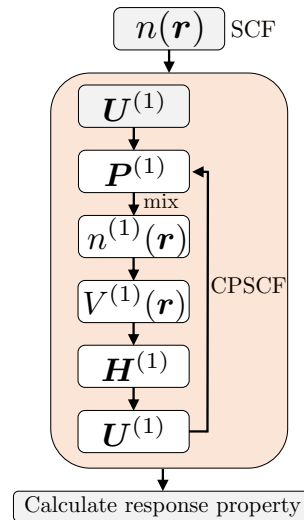 n(r) SCF
U^(1)
P^(1)
mix
n^(1)(r)
V^(1)(r)
CPSCF
H^(1)
U^(1)
Calculate response property